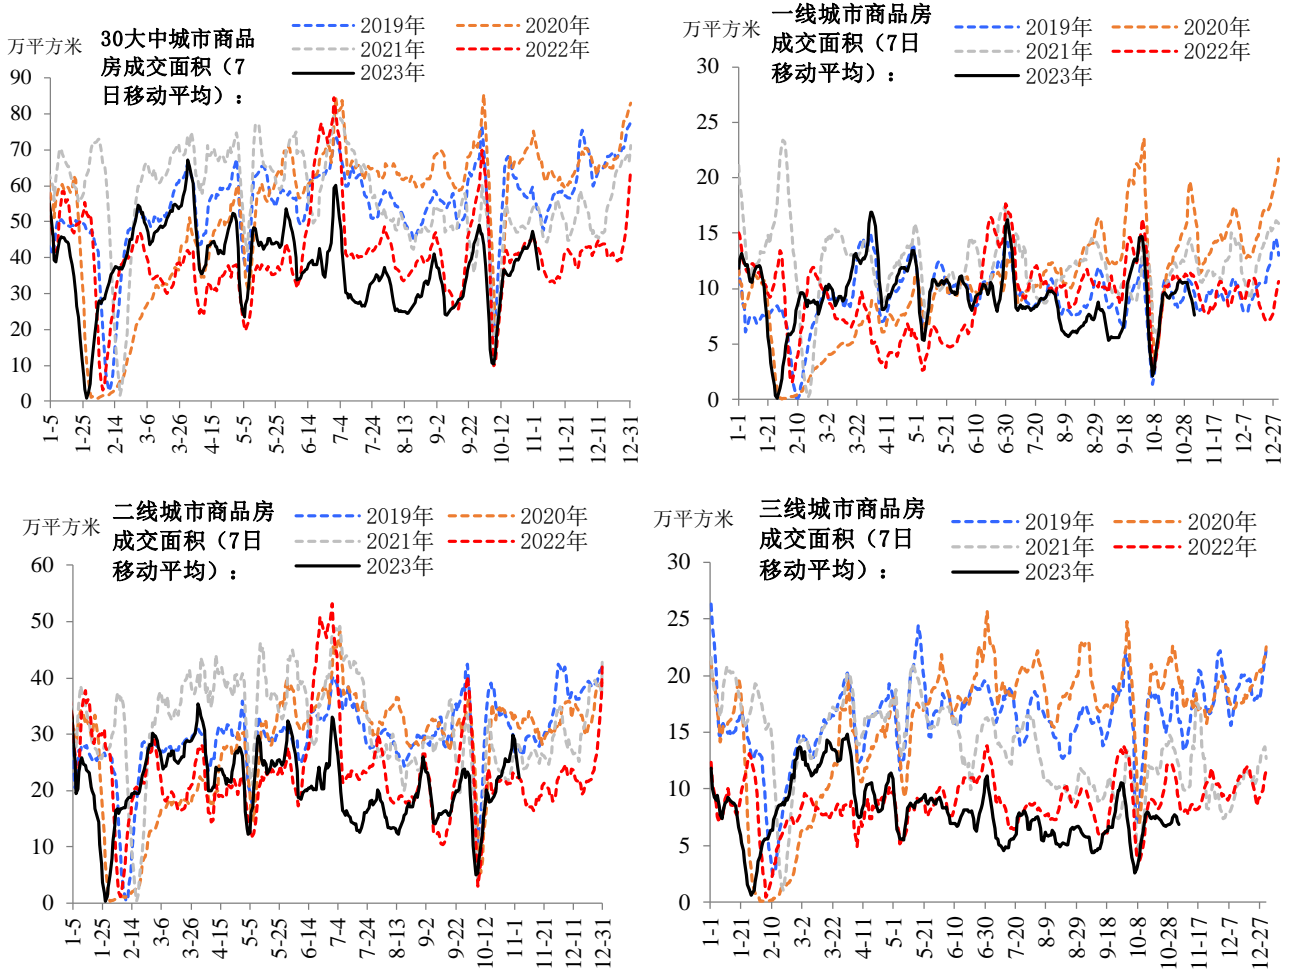 30大中城市商品
房成交面积（7
日移动平均）：
万平方米
2019年
2020年
2021年
2022年
2023年
90
80
70
60
50
40
30
20
10
0
1-5
1-25
2-14
3-6
3-26
4-15
5-5
5-25
6-14
7-4
7-24
8-13
9-2
9-22
10-12
11-1
11-21
12-11
12-31
一线城市商品房
成交面积（7日
移动平均）：
万平方米
2019年
2020年
2021年
2022年
2023年
30
25
20
15
10
5
0
1-1
1-21
2-10
3-2
3-22
4-11
5-1
5-21
6-10
6-30
7-20
8-9
8-29
9-18
10-8
10-28
11-17
12-7
12-27
二线城市商品房
成交面积（7日
移动平均）：
万平方米
2019年
2020年
2021年
2022年
2023年
60
50
40
30
20
10
0
1-5
1-25
2-14
3-6
3-26
4-15
5-5
5-25
6-14
7-4
7-24
8-13
9-2
9-22
10-12
11-1
11-21
12-11
12-31
三线城市商品房
成交面积（7日
移动平均）：
万平方米
2019年
2020年
2021年
2022年
2023年
30
25
20
15
10
5
0
1-1
1-21
2-10
3-2
3-22
4-11
5-1
5-21
6-10
6-30
7-20
8-9
8-29
9-18
10-8
10-28
11-17
12-7
12-27